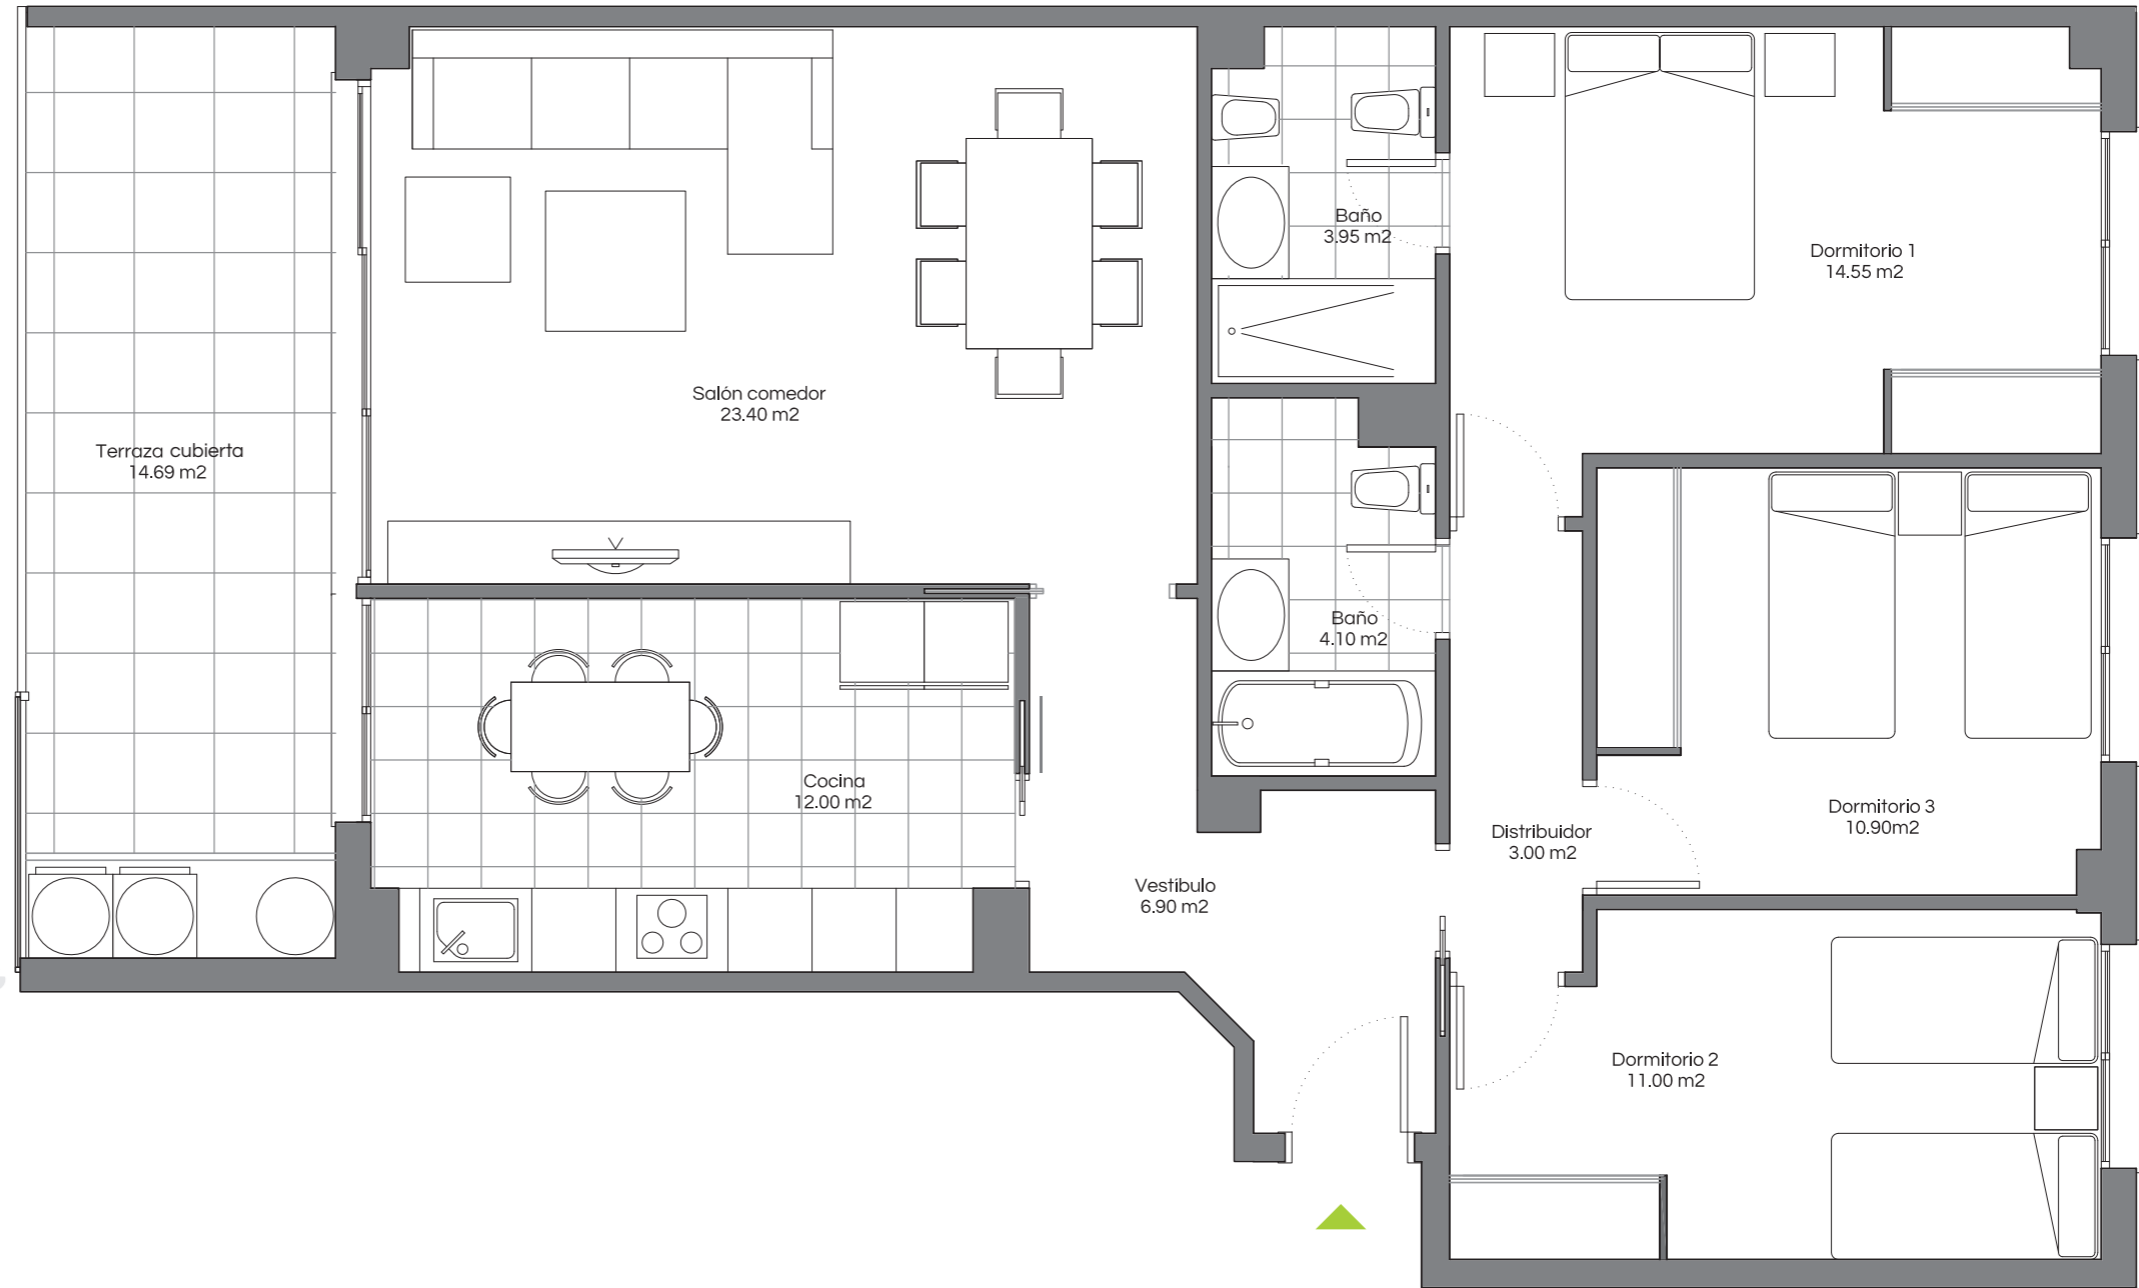 Baño
3.95 m2
Dormitorio 1
14.55 m2
Salón comedor
23.40 m2
Terraza cubierta
14.69 m2
Baño
4.10 m2
Cocina
12.00 m2
Dormitorio 3
10.90m2
Distribuidor
3.00 m2
Vestíbulo
6.90 m2
Dormitorio 2
11.00 m2